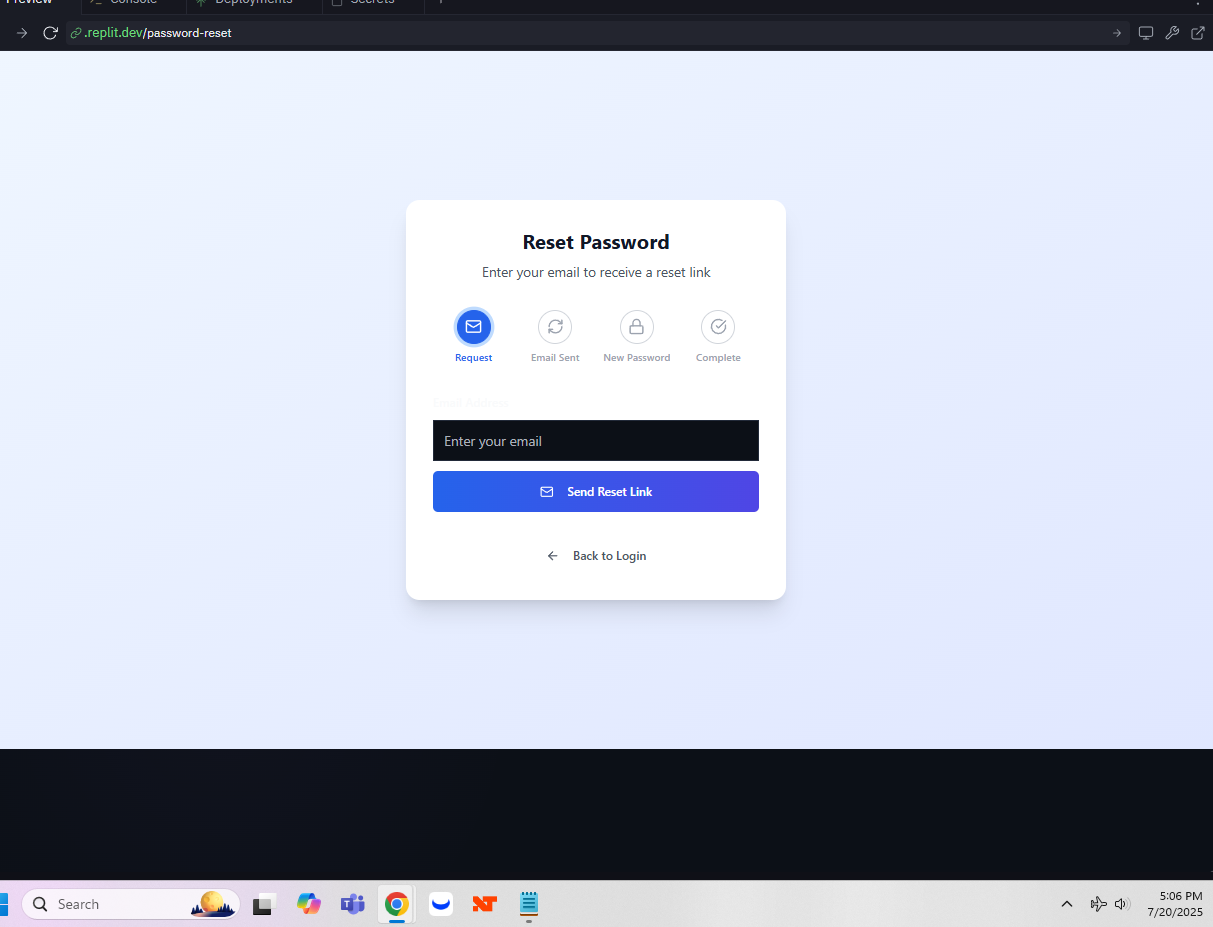 Preview
Console
Deployments
Secrets
.replit.dev/password-reset
Reset Password
Enter your email to receive a reset link
Request
Email Sent
New Password
Complete
Email Address
Enter your email
Send Reset Link
Back to Login
Search
T
NT
5:06 PM
7/20/2025